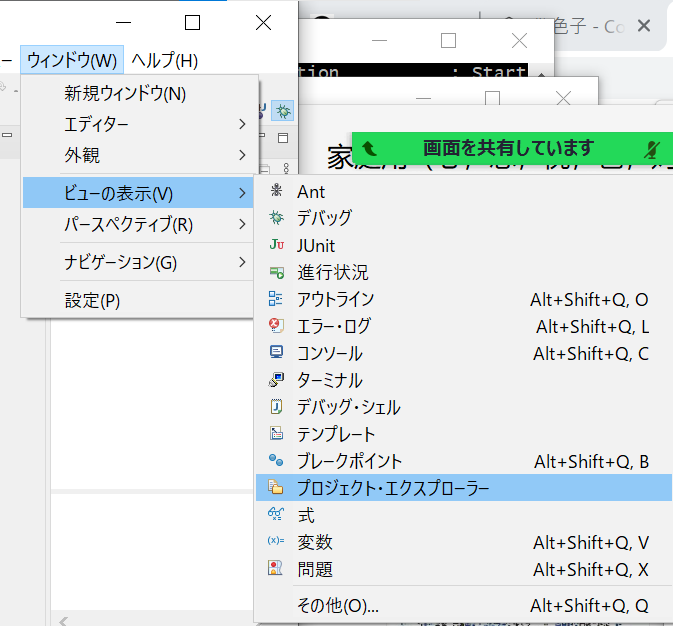 色子 - Co
ウィンドウ(W) ヘルプ(H)
tion : Start
新規ウィンドウ(N)
エディター
外観
ビューの表示(V)
パースペクティブ(R)
ナビゲーション(G)
設定(P)
画面を共有しています
家庭用
Ant
デバッグ
JUnit
進行状況
アウトライン Alt+Shift+Q, O
エラー・ログ Alt+Shift+Q, L
コンソール Alt+Shift+Q, C
ターミナル
デバッグ・シェル
テンプレート
ブレークポイント Alt+Shift+Q, B
プロジェクト・エクスプローラー
式
変数 Alt+Shift+Q, V
問題 Alt+Shift+Q, X
その他(O)... Alt+Shift+Q, Q